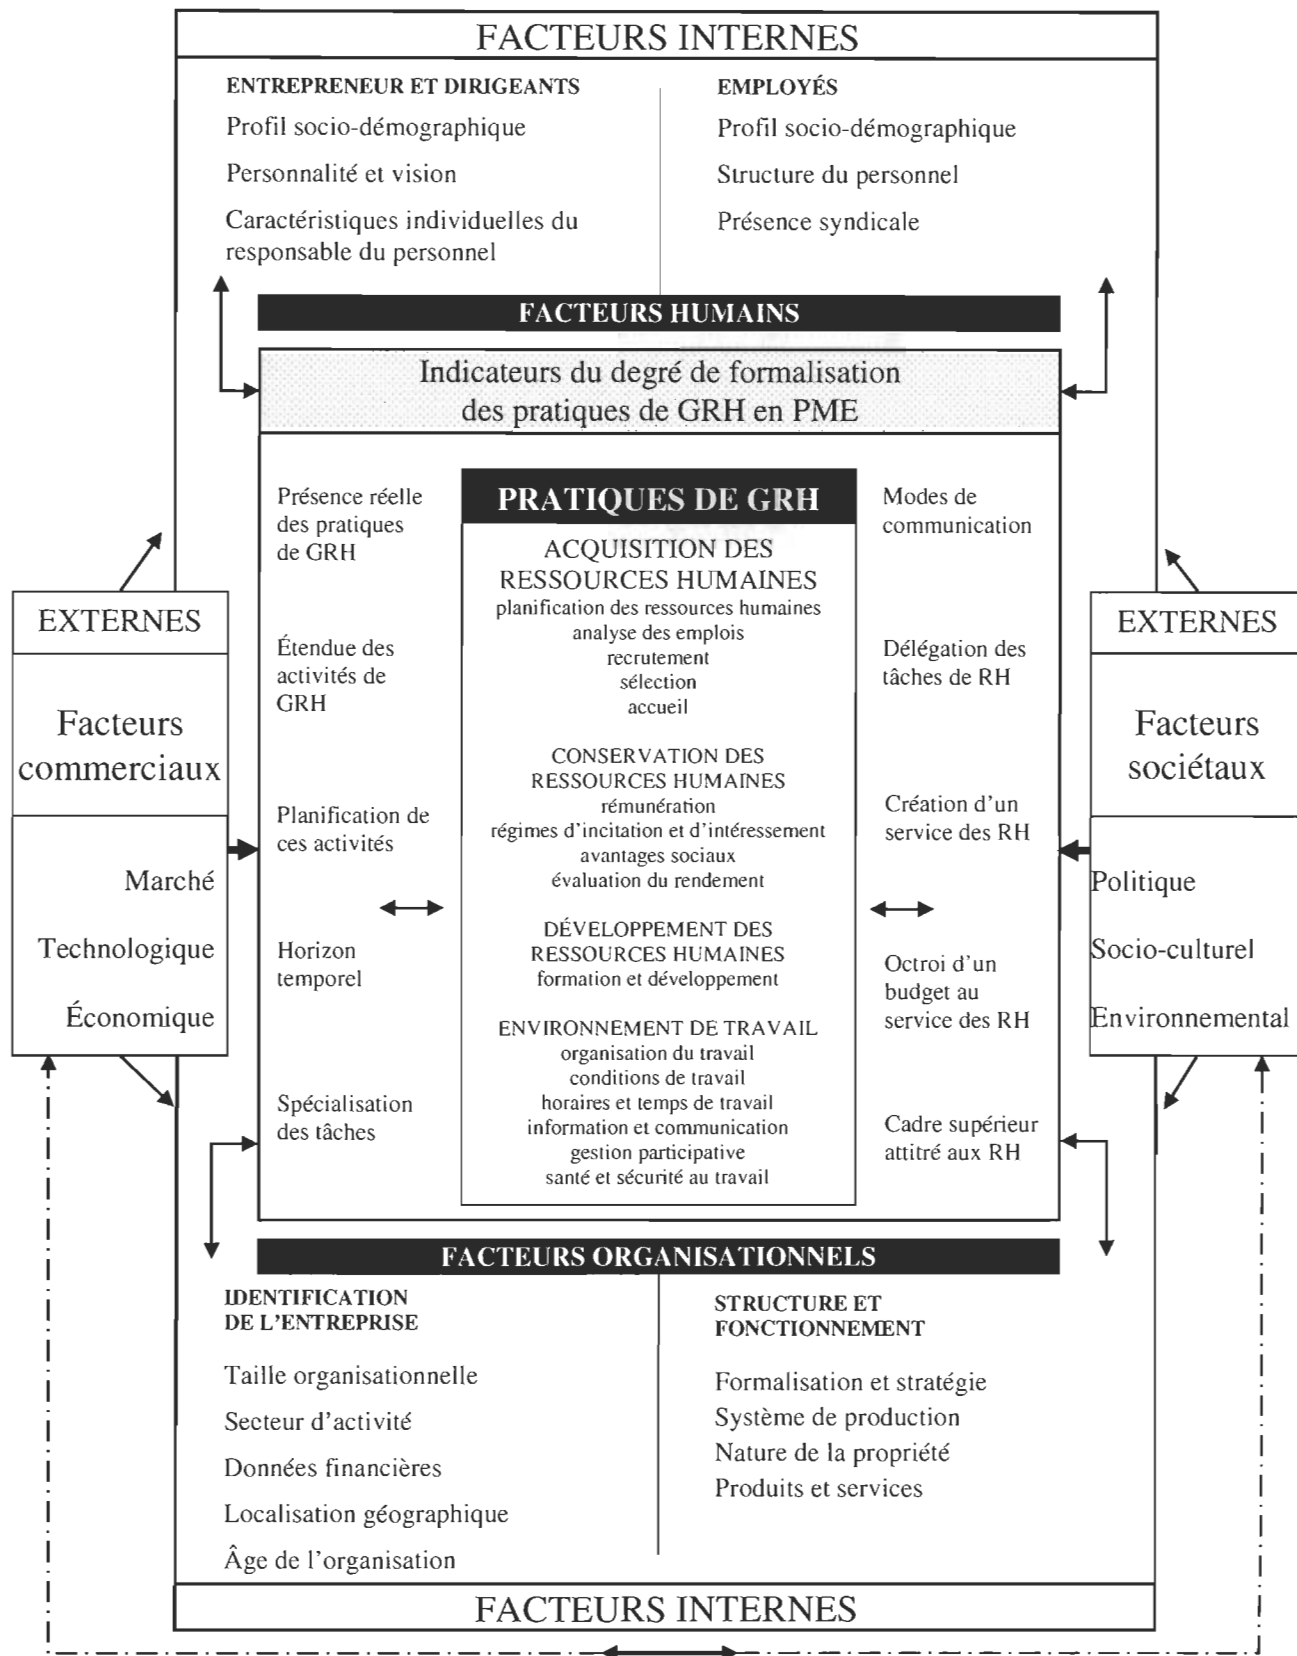 FACTEURS INTERNES
ENTREPRENEUR ET DIRIGEANTS
Profil socio-démographique
Personnalité et vision
Caractéristiques individuelles du
responsable du personnel
EMPLOYÉS
Profil socio-démographique
Structure du personnel
Présence syndicale
FACTEURS HUMAINS
Indicateurs du degré de formalisation
des pratiques de GRH en PME
EXTERNES
Facteurs
commerciaux
Marché
Technologique
Économique
Présence réelle
des pratiques
de GRH
Étendue des
activités de
GRH
Planification de
ces activités
Horizon
temporel
Spécialisation
des tâches
PRATIQUES DE GRH
ACQUISITION DES
RESSOURCES HUMAINES
planification des ressources humaines
analyse des emplois
recrutement
sélection
accueil
CONSERVATION DES
RESSOURCES HUMAINES
rémunération
régimes d'incitation et d'intéressement
avantages sociaux
évaluation du rendement
DÉVELOPPEMENT DES
RESSOURCES HUMAINES
formation et développement
ENVIRONNEMENT DE TRAVAIL
organisation du travail
conditions de travail
horaires et temps de travail
information et communication
gestion participative
santé et sécurité au travail
Modes de
communication
Délégation des
tâches de RH
Création d'un
service des RH
Octroi d'un
budget au
service des RH
Cadre supérieur
attitré aux RH
EXTERNES
Facteurs
sociétaux
Politique
Socio-culturel
Environnemental
FACTEURS ORGANISATIONNELS
IDENTIFICATION
DE L'ENTREPRISE
Taille organisationnelle
Secteur d'activité
Données financières
Localisation géographique
Âge de l'organisation
STRUCTURE ET
FONCTIONNEMENT
Formalisation et stratégie
Système de production
Nature de la propriété
Produits et services
FACTEURS INTERNES